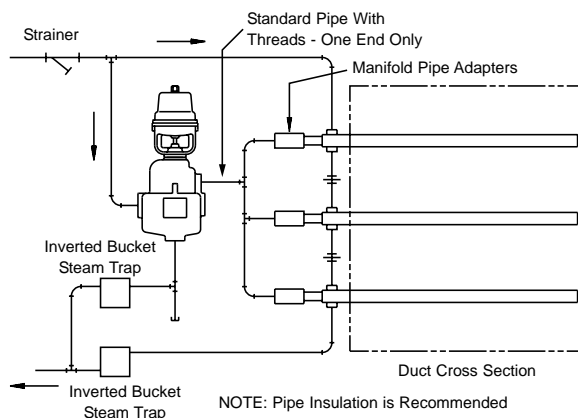 Standard Pipe With
Threads - One End Only
Strainer
Manifold Pipe Adapters
Inverted Bucket
Steam Trap
Duct Cross Section
Inverted Bucket
Steam Trap
NOTE: Pipe Insulation is Recommended